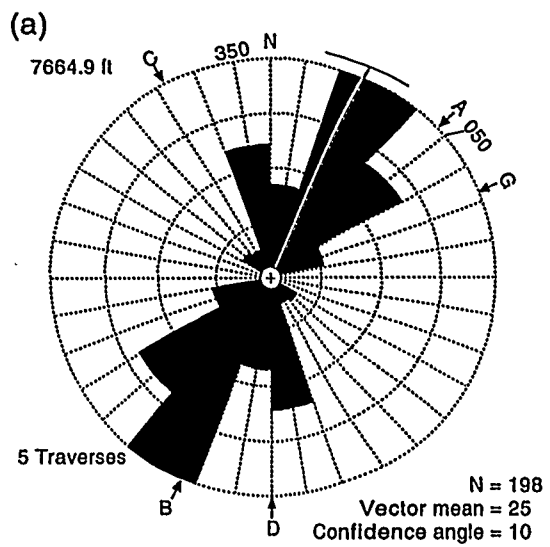 (a)
7664.9 ft
C
350
N
A
050
G
+
5 Traverses
B
D
N = 198
Vector mean = 25
Confidence angle = 10